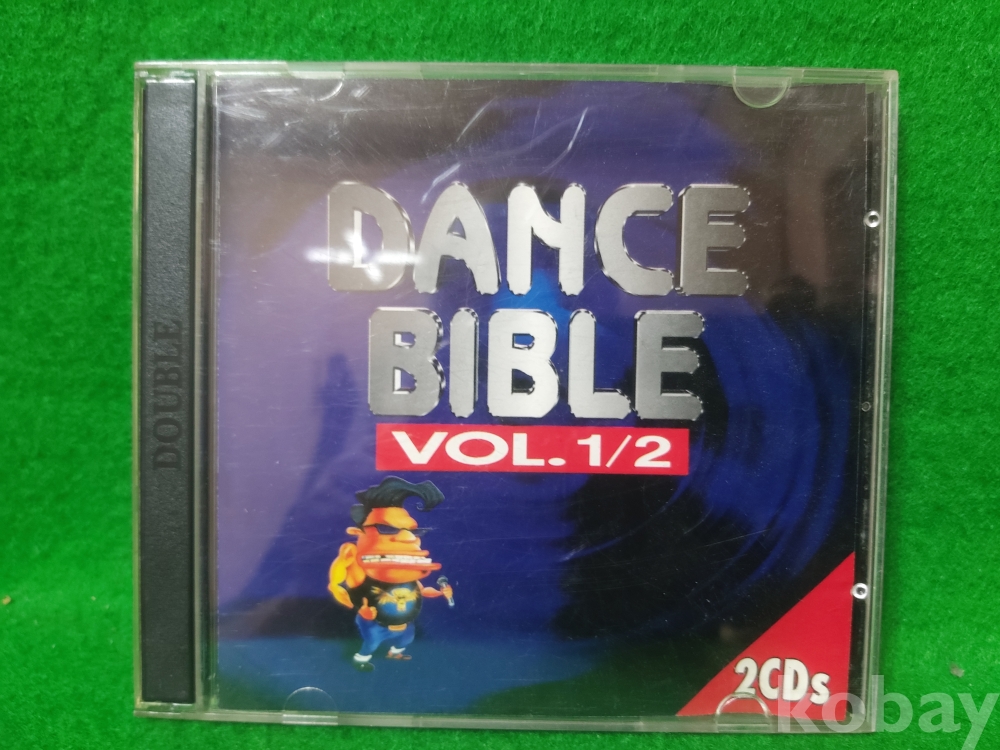 DANCE
BIBLE
VOL. 1/2
DOUBLE
2CDs
kobay